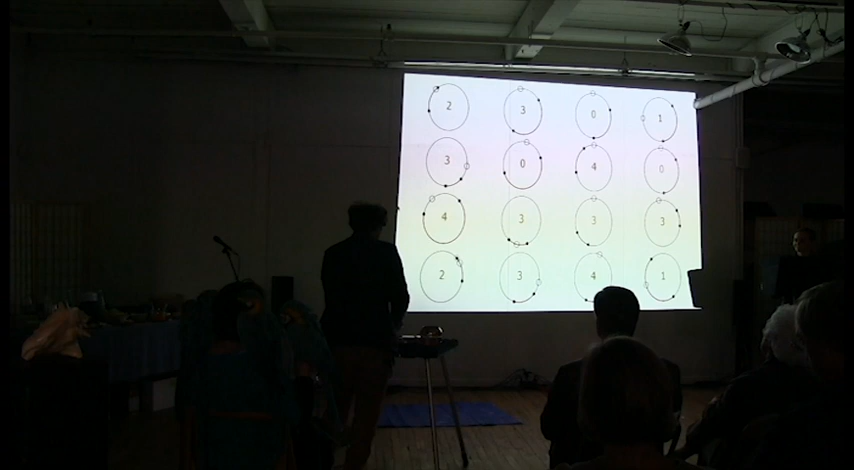 2 3 0 1
3 0 4 0
4 3 3 3
2 3 4 1